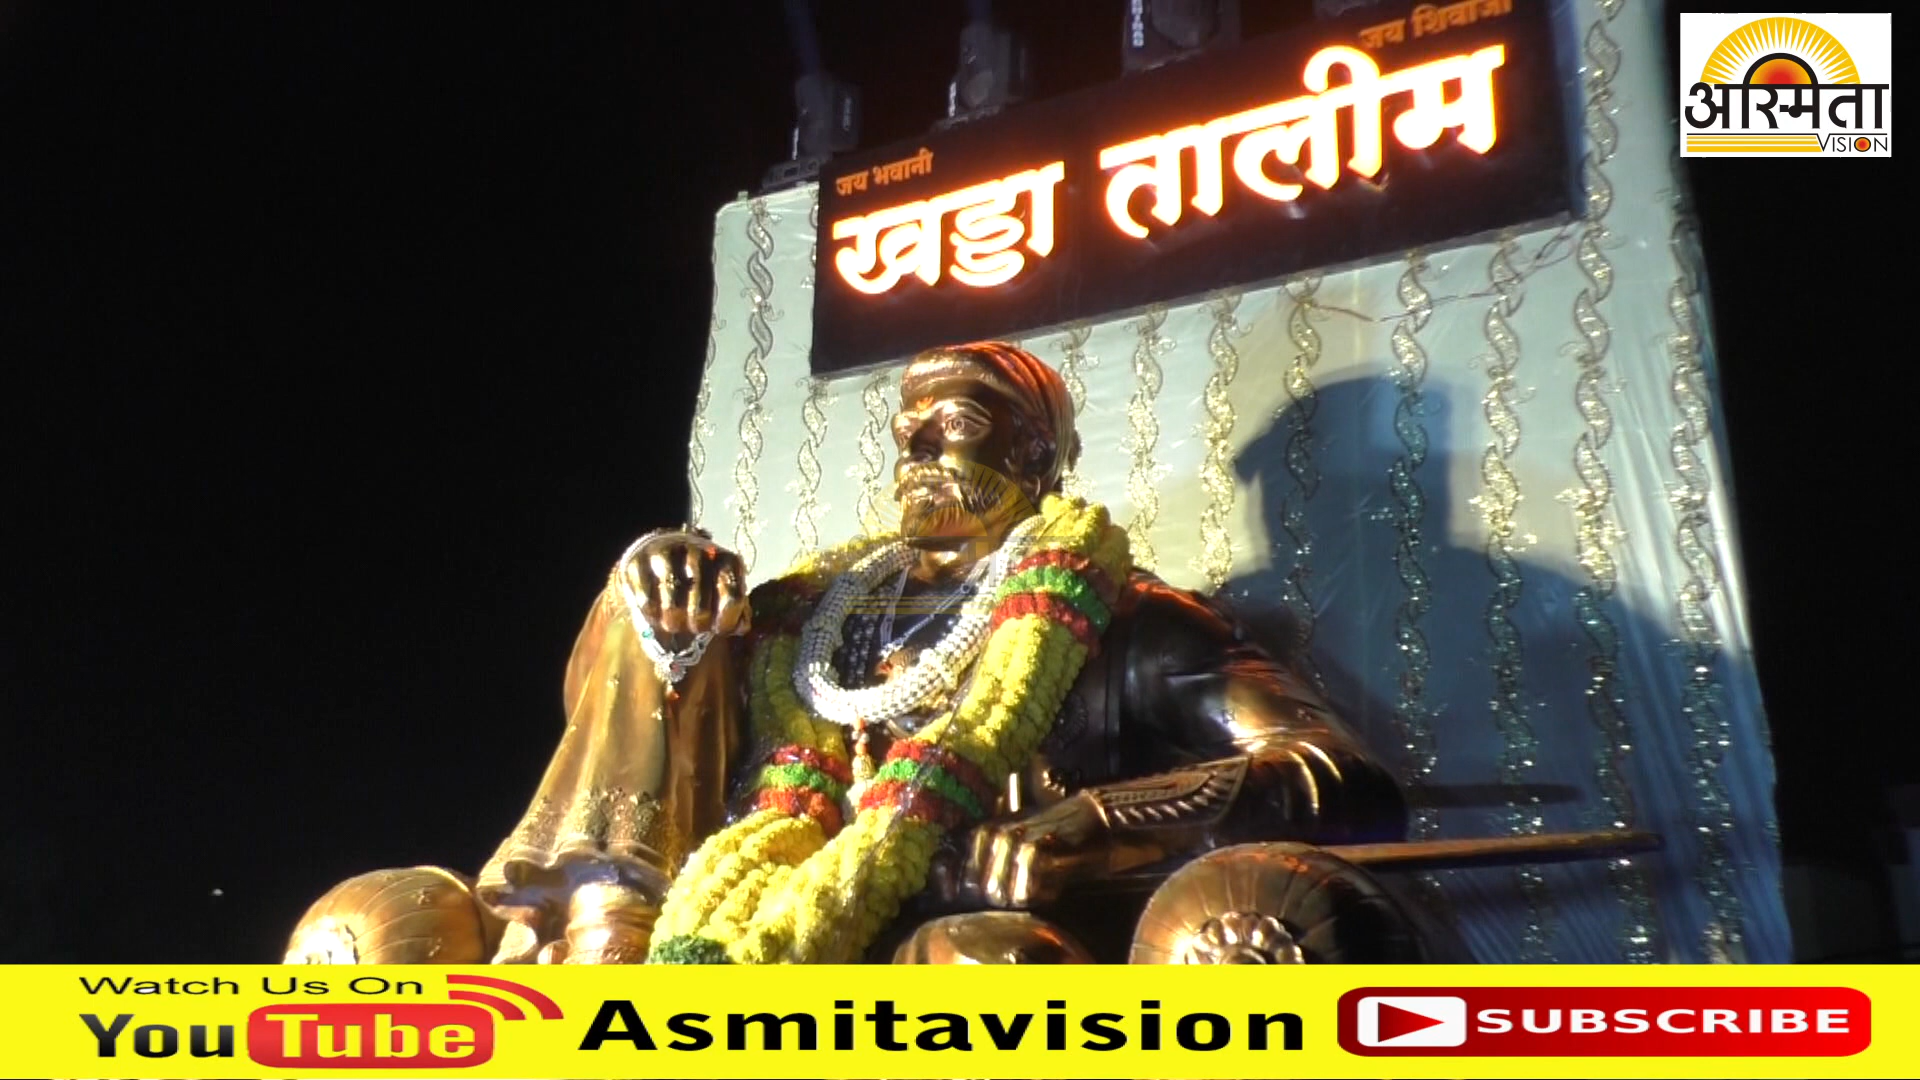 जय भवानी
जय शिवाजी
खड्डा तालीम
अस्मिता
VISION
Watch Us On
YouTube
Asmitavision
SUBSCRIBE